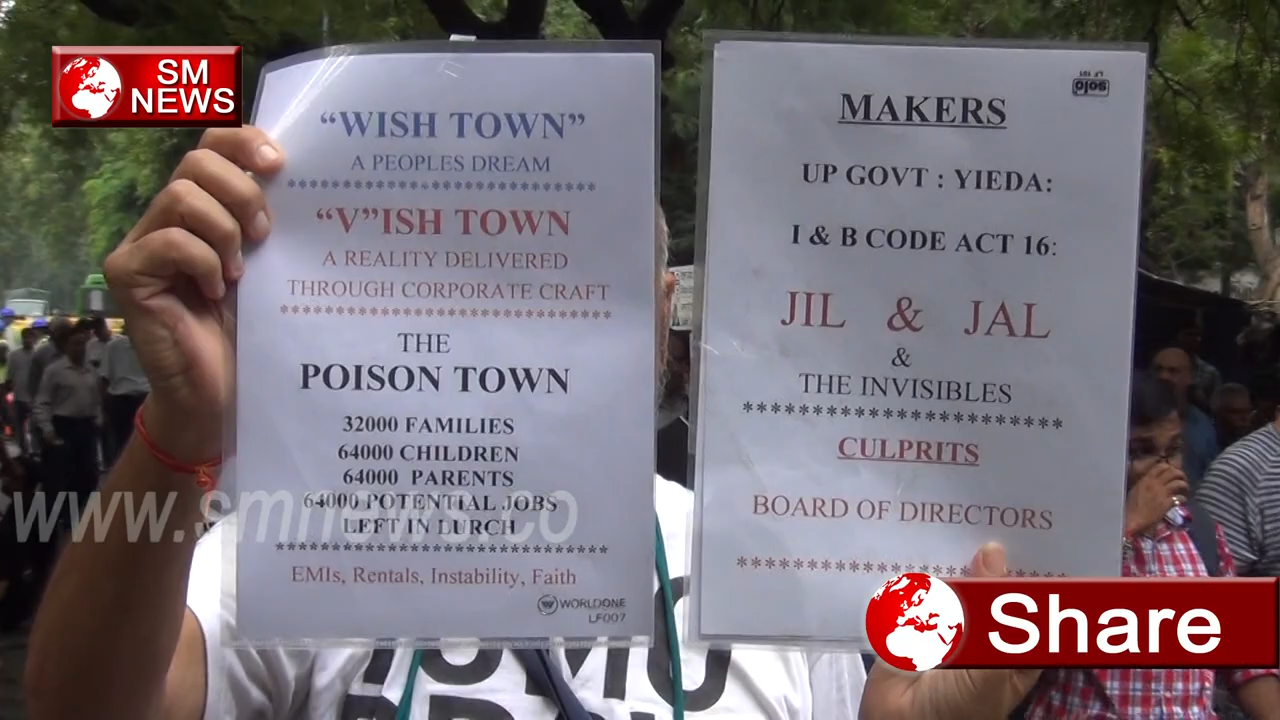 SM
NEWS
“WISH TOWN”
A PEOPLES DREAM
************************************
“V”ISH TOWN
A REALITY DELIVERED
THROUGH CORPORATE CRAFT
************************************
THE
POISON TOWN
32000 FAMILIES
64000 CHILDREN
64000 PARENTS
64000 POTENTIAL JOBS
LEFT IN LURCH
************************************
EMIs, Rentals, Instability, Faith
WORLDONE
LF007
solo
LF 101
MAKERS
UP GOVT : YIEDA:
I & B CODE ACT 16:
JIL & JAL
&
THE INVISIBLES
*****************************
CULPRITS
BOARD OF DIRECTORS
*****************************
www.smnews.co
Share